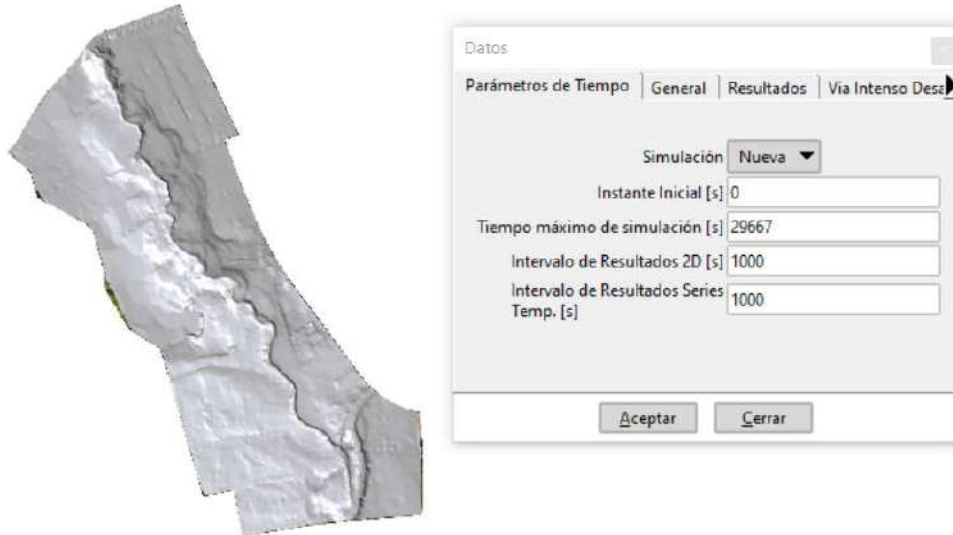 Datos
Parámetros de Tiempo General Resultados Via Intenso Desa
Simulación Nueva
Instante Inicial [s] 0
Tiempo máximo de simulación [s] 29667
Intervalo de Resultados 2D [s] 1000
Intervalo de Resultados Series
Temp. [s] 1000
Aceptar Cerrar